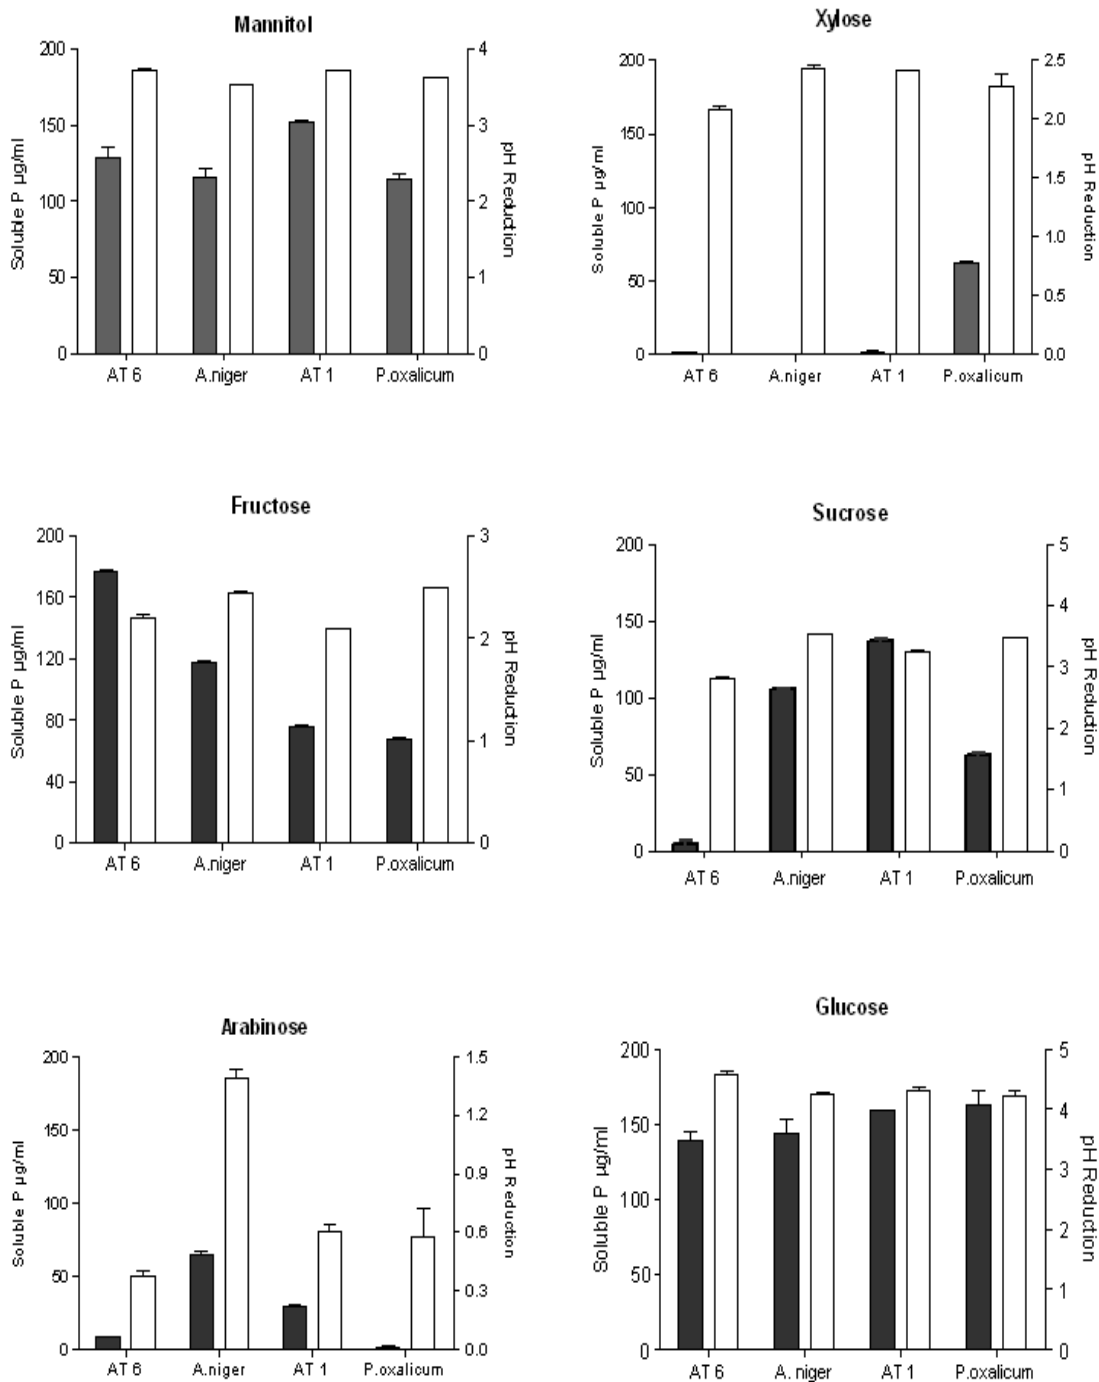 Mannitol
200
150
100
50
0
Soluble P µg/ml
4
3
2
1
0
pH Reduction
AT 6 A.niger AT 1 P.oxalicum
Xylose
200
150
100
50
0
Soluble P µg/ml
2.5
2.0
1.5
1.0
0.5
0.0
pH Reduction
AT 6 A.niger AT 1 P.oxalicum
Fructose
200
160
120
80
40
0
Soluble P µg/ml
3
2
1
0
pH Reduction
AT 6 A.niger AT 1 P.oxalicum
Sucrose
200
150
100
50
0
Soluble P µg/ml
5
4
3
2
1
0
pH Reduction
AT 6 A.niger AT 1 P.oxalicum
Arabinose
200
150
100
50
0
Soluble P µg/ml
1.5
1.2
0.9
0.6
0.3
0.0
pH Reduction
AT 6 A.niger AT 1 P.oxalicum
Glucose
200
150
100
50
0
Soluble P µg/ml
5
4
3
2
1
0
pH Reduction
AT 6 A. niger AT 1 P.oxalicum